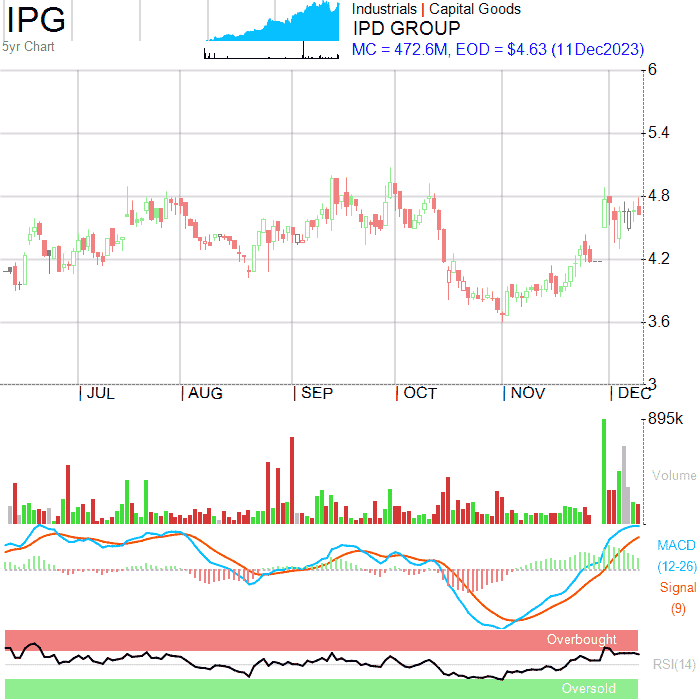 IPG
5yr Chart
Industrials | Capital Goods
IPD GROUP
MC = 472.6M, EOD = $4.63 (11Dec2023)
6
5.4
4.8
4.2
3.6
3
JUL
AUG
SEP
OCT
NOV
DEC
895k
Volume
MACD
(12-26)
Signal
(9)
Overbought
RSI(14)
Oversold